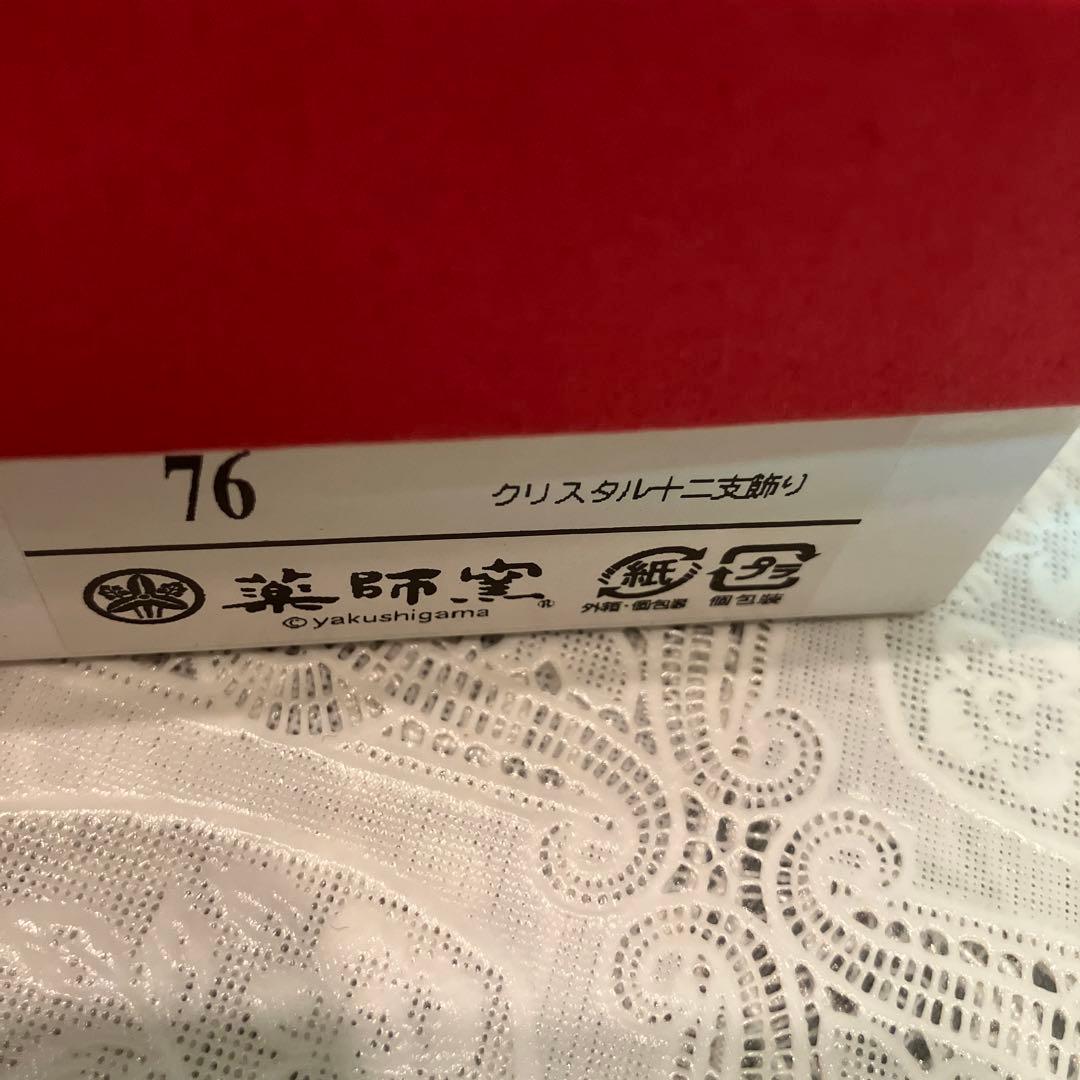 76 クリスタル十二支飾り
薬師窯® 紙 プラ
©yakushigama 外箱・個包装 個包装